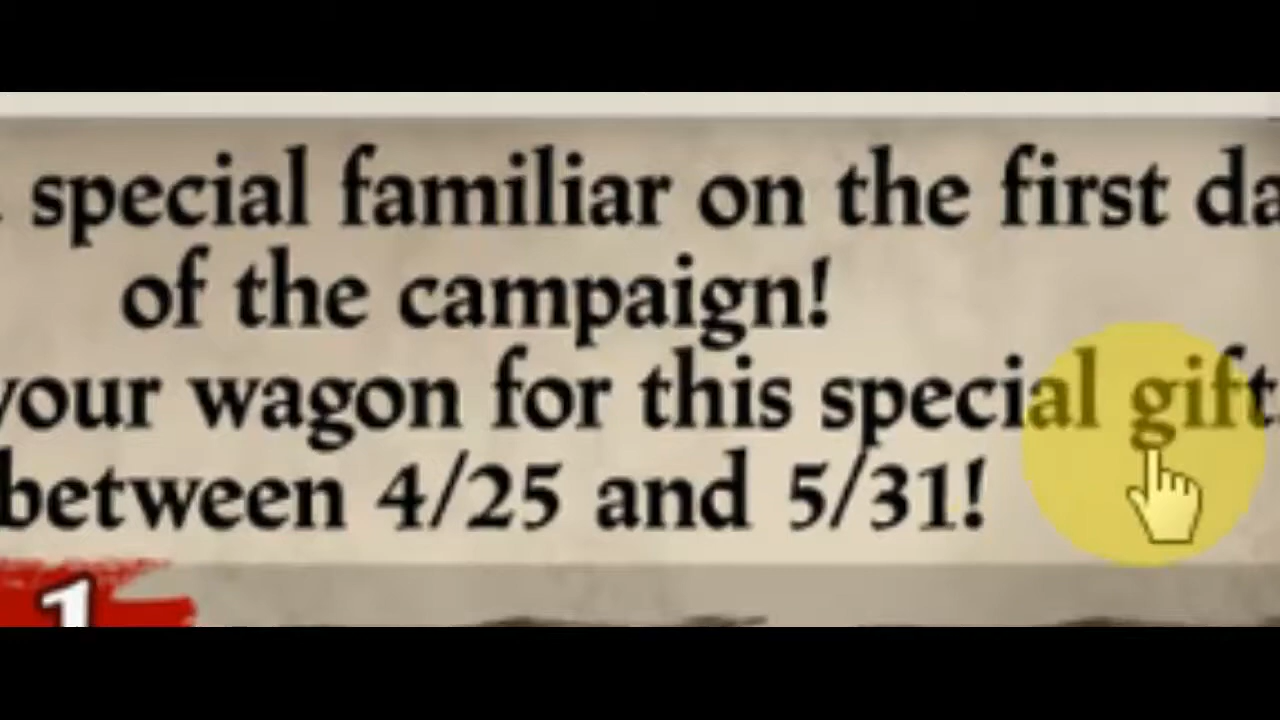 special familiar on the first da
of the campaign!
your wagon for this special gift
between 4/25 and 5/31!
1